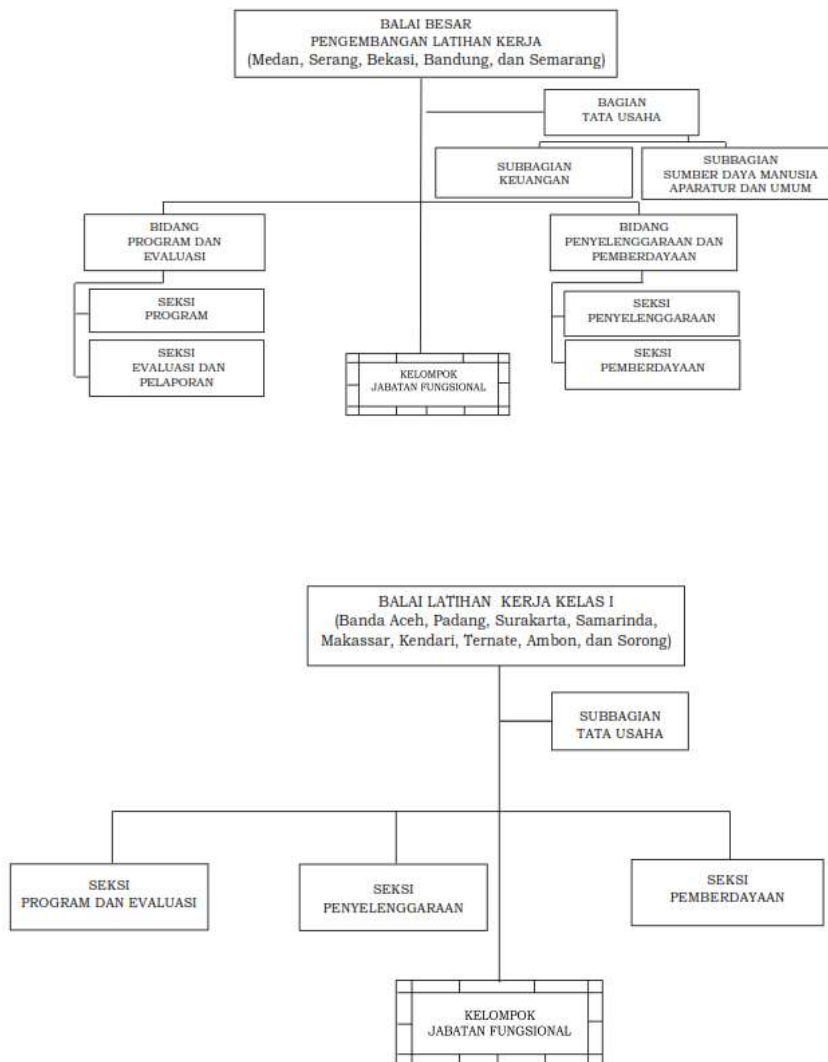 BALAI BESAR
PENGEMBANGAN LATIHAN KERJA
(Medan, Serang, Bekasi, Bandung, dan Semarang)
BAGIAN
TATA USAHA
SUBBAGIAN
KEUANGAN
SUBBAGIAN
SUMBER DAYA MANUSIA
APARATUR DAN UMUM
BIDANG
PROGRAM DAN
EVALUASI
BIDANG
PENYELENGGARAAN DAN
PEMBERDAYAAN
SEKSI
PROGRAM
SEKSI
PENYELENGGARAAN
SEKSI
EVALUASI DAN
PELAPORAN
SEKSI
PEMBERDAYAAN
KELOMPOK
JABATAN FUNGSIONAL
BALAI LATIHAN KERJA KELAS I
(Banda Aceh, Padang, Surakarta, Samarinda,
Makassar, Kendari, Ternate, Ambon, dan Sorong)
SUBBAGIAN
TATA USAHA
SEKSI
PROGRAM DAN EVALUASI
SEKSI
PENYELENGGARAAN
SEKSI
PEMBERDAYAAN
KELOMPOK
JABATAN FUNGSIONAL